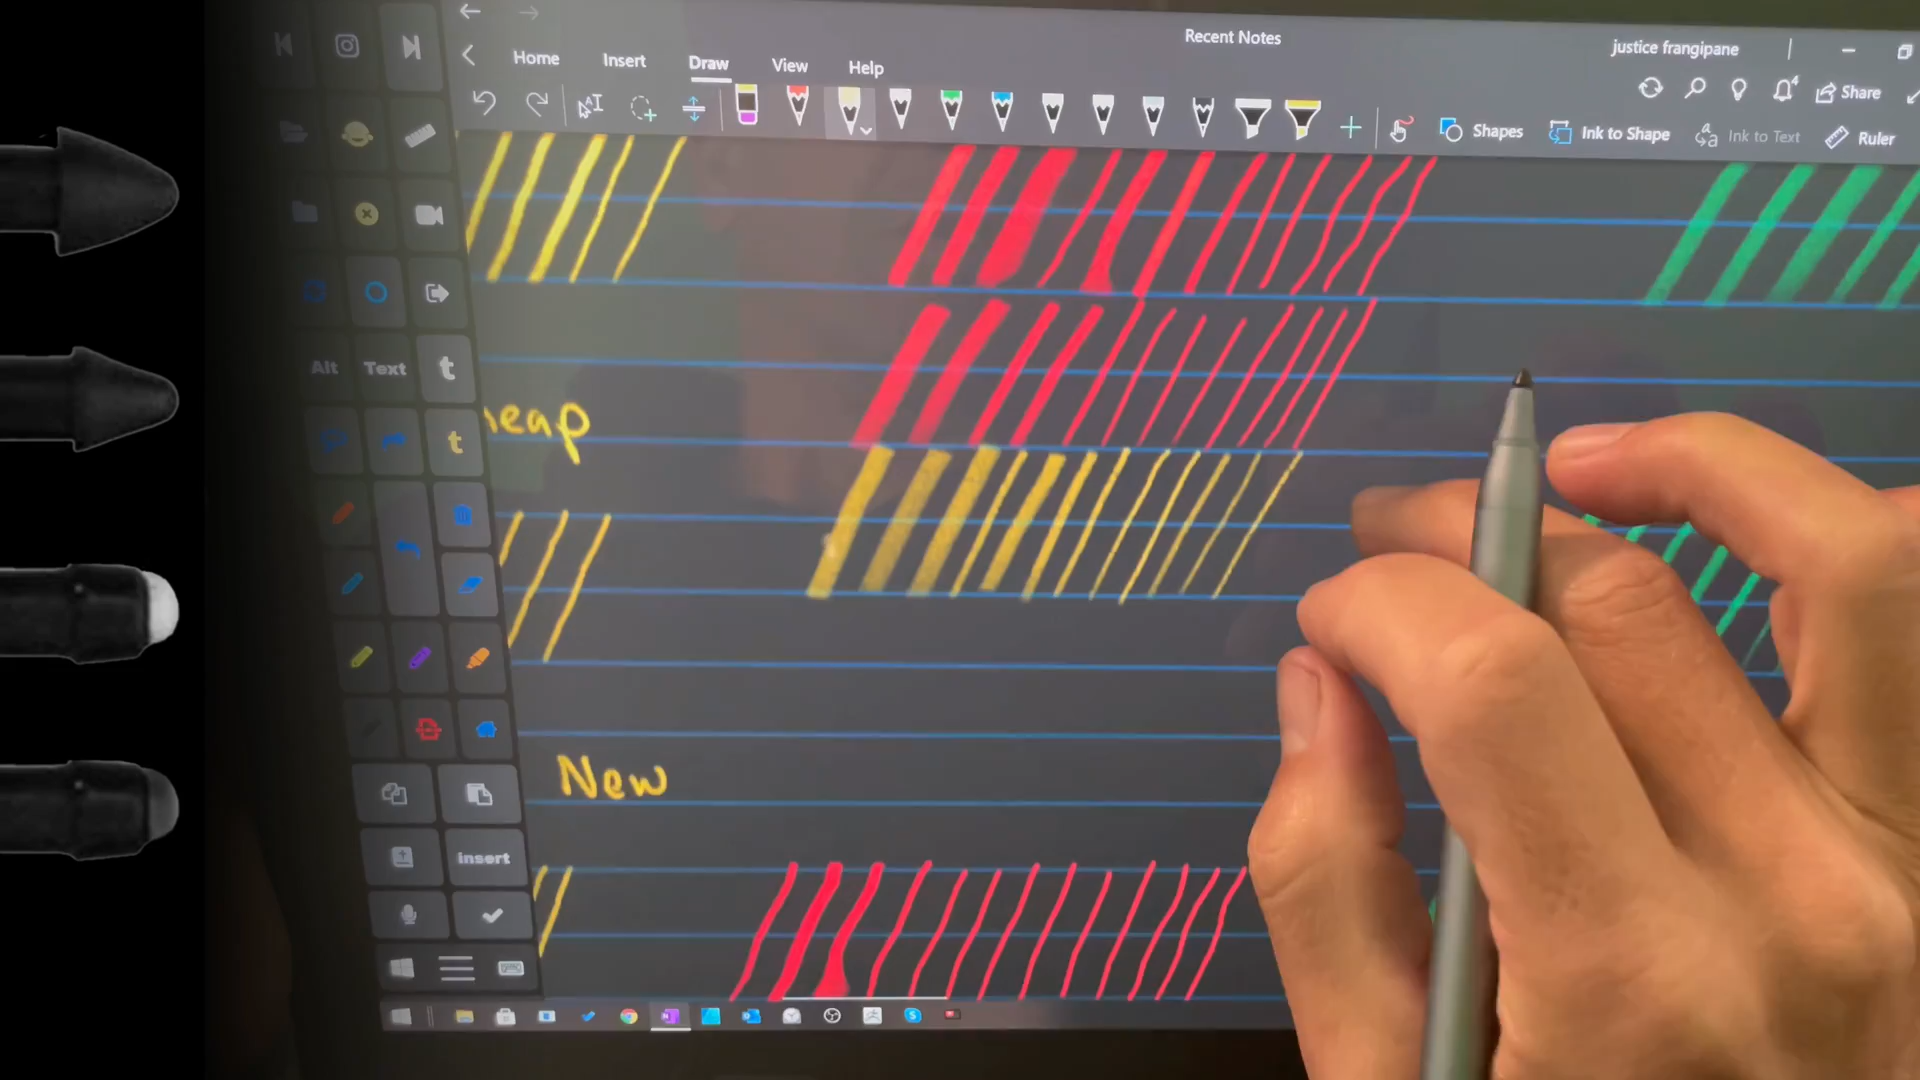 Recent Notes
justice frangipane
Home Insert Draw View Help
Share
Shapes Ink to Shape Ink to Text Ruler
Alt Text t
t
heap
New
insert